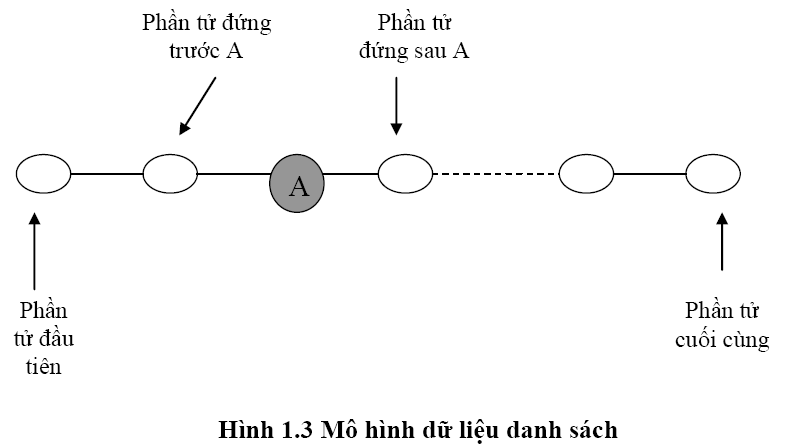 Phần tử đứng
trước A
Phần tử
đứng sau A
A
Phần
tử đầu
tiên
Phần tử
cuối cùng
Hình 1.3 Mô hình dữ liệu danh sách